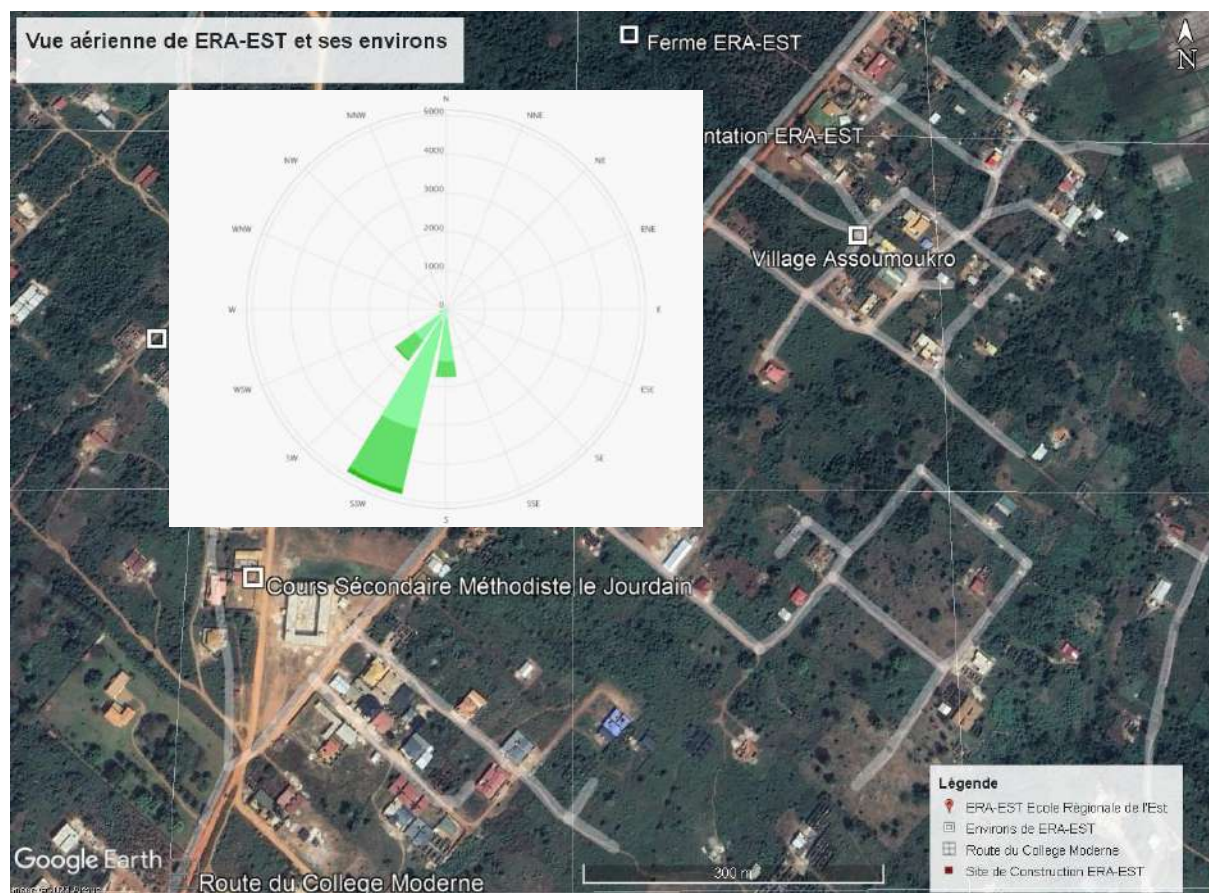 Vue aérienne de ERA-EST et ses environs
Ferme ERA-EST
N
ntation ERA-EST
Village Assoumoukro
N
NNE
NE
ENE
E
ESE
SE
SSE
S
SSW
SW
WSW
W
WNW
NW
NNW
5000
4000
3000
2000
1000
0
Cours Sécondaire Méthodiste le Jourdain
Légende
ERA-EST Ecole Régionale de l'Est
Environs de ERA-EST
Route du College Moderne
Site de Construction ERA-EST
Google Earth
300 m
Route du College Moderne